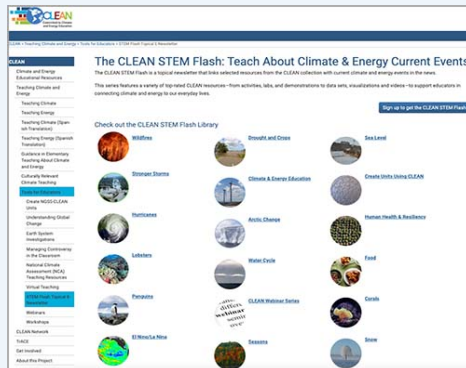 CLEAN
CLEAN > Teaching Climate and Energy > Tools for Educators > STEM Flash Topical E-Newsletter
CLEAN
Climate and Energy
Educational Resources
Teaching Climate and
Energy
Teaching Climate
Teaching Energy
Teaching Climate (Span-
ish Translation)
Teaching Energy (Spanish
Translation)
Guidance in Elementary
Teaching About Climate
and Energy
Culturally Relevant
Climate Teaching
Tools for Educators
Create NGSS-CLEAN
Units
Understanding Global
Change
Earth System
Investigations
Managing Controversy
in the Classroom
National Climate
Assessment (NCA)
Teaching Resources
Virtual Teaching
STEM Flash Topical E-
Newsletter
Webinars
Workshops
CLEAN Network
TrACE
Get Involved
About this Project
The CLEAN STEM Flash: Teach About Climate & Energy Current Events
The CLEAN STEM Flash is a topical newsletter that links selected resources from the CLEAN collection with current climate and energy events in the news.
This series features a variety of top-rated CLEAN resources—from activities, labs, and demonstrations to data sets, visualizations and videos—to support educators in
connecting climate and energy to our everyday lives.
Sign up to get the CLEAN STEM Flash
Check out the CLEAN STEM Flash Library
Wildfires
Drought and Crops
Sea Level
Stronger Storms
Climate & Energy Education
Create Units Using CLEAN
Hurricanes
Arctic Change
Human Health & Resiliency
Lobsters
Water Cycle
Food
Penguins
CLEAN Webinar Series
Corals
webinar
El Nino/La Nina
Seasons
Snow